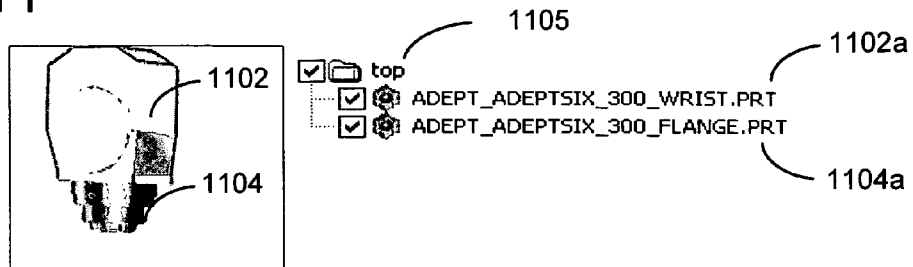 1105
1102a
1102
top
ADEPT_ADEPTSIX_300_WRIST.PRT
ADEPT_ADEPTSIX_300_FLANGE.PRT
1104
1104a